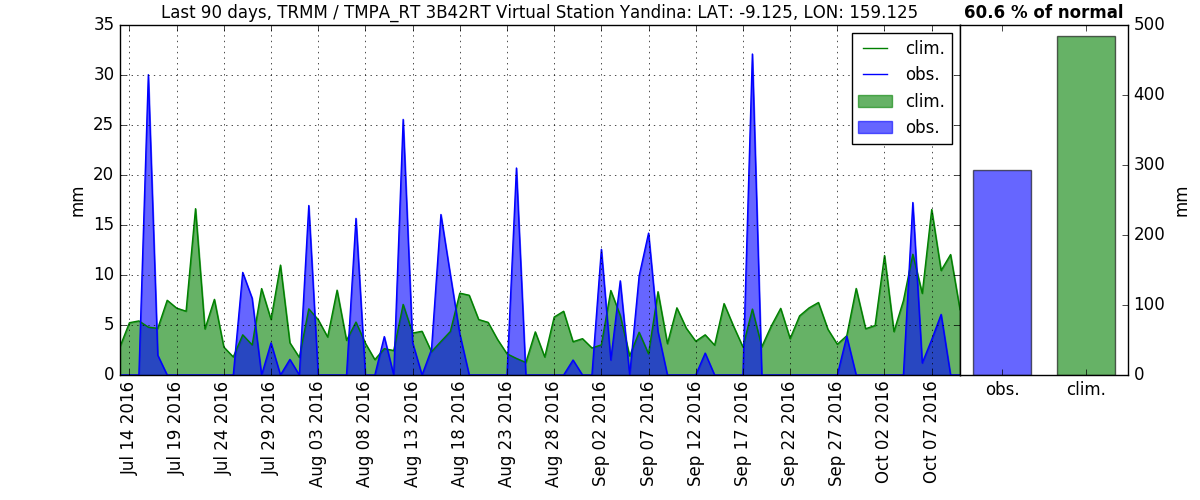 Last 90 days, TRMM / TMPA_RT 3B42RT Virtual Station Yandina: LAT: -9.125, LON: 159.125
60.6 % of normal
35
30
25
20
15
10
5
0
mm
clim.
obs.
clim.
obs.
Jul 14 2016
Jul 19 2016
Jul 24 2016
Jul 29 2016
Aug 03 2016
Aug 08 2016
Aug 13 2016
Aug 18 2016
Aug 23 2016
Aug 28 2016
Sep 02 2016
Sep 07 2016
Sep 12 2016
Sep 17 2016
Sep 22 2016
Sep 27 2016
Oct 02 2016
Oct 07 2016
500
400
300
200
100
0
mm
obs.
clim.